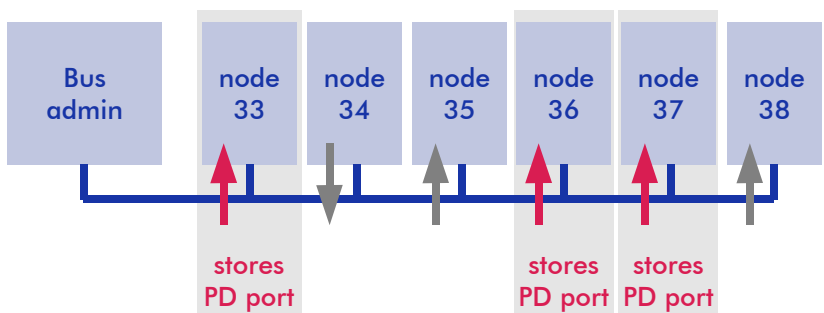 Bus
admin
node
33
node
34
node
35
node
36
node
37
node
38
stores
PD port
stores
PD port
stores
PD port